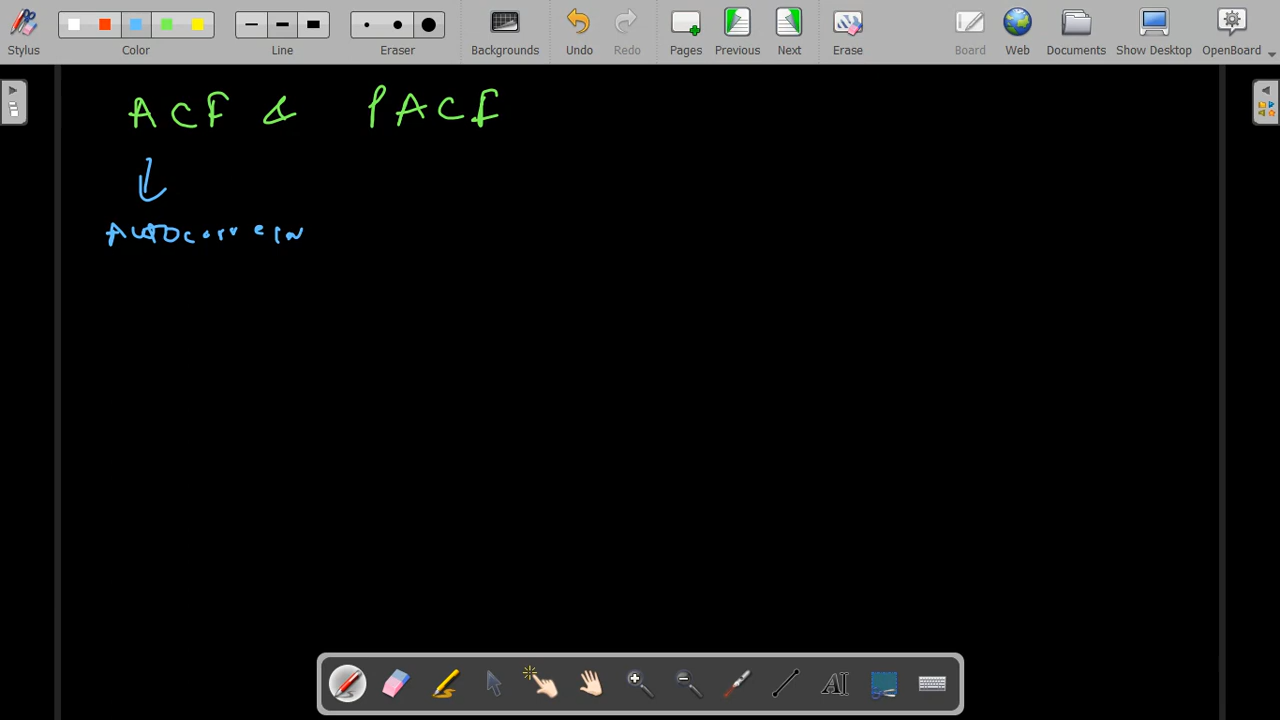 Stylus Color Line Eraser Backgrounds Undo Redo Pages Previous Next Erase Board Web Documents Show Desktop OpenBoard
ACF & PACF